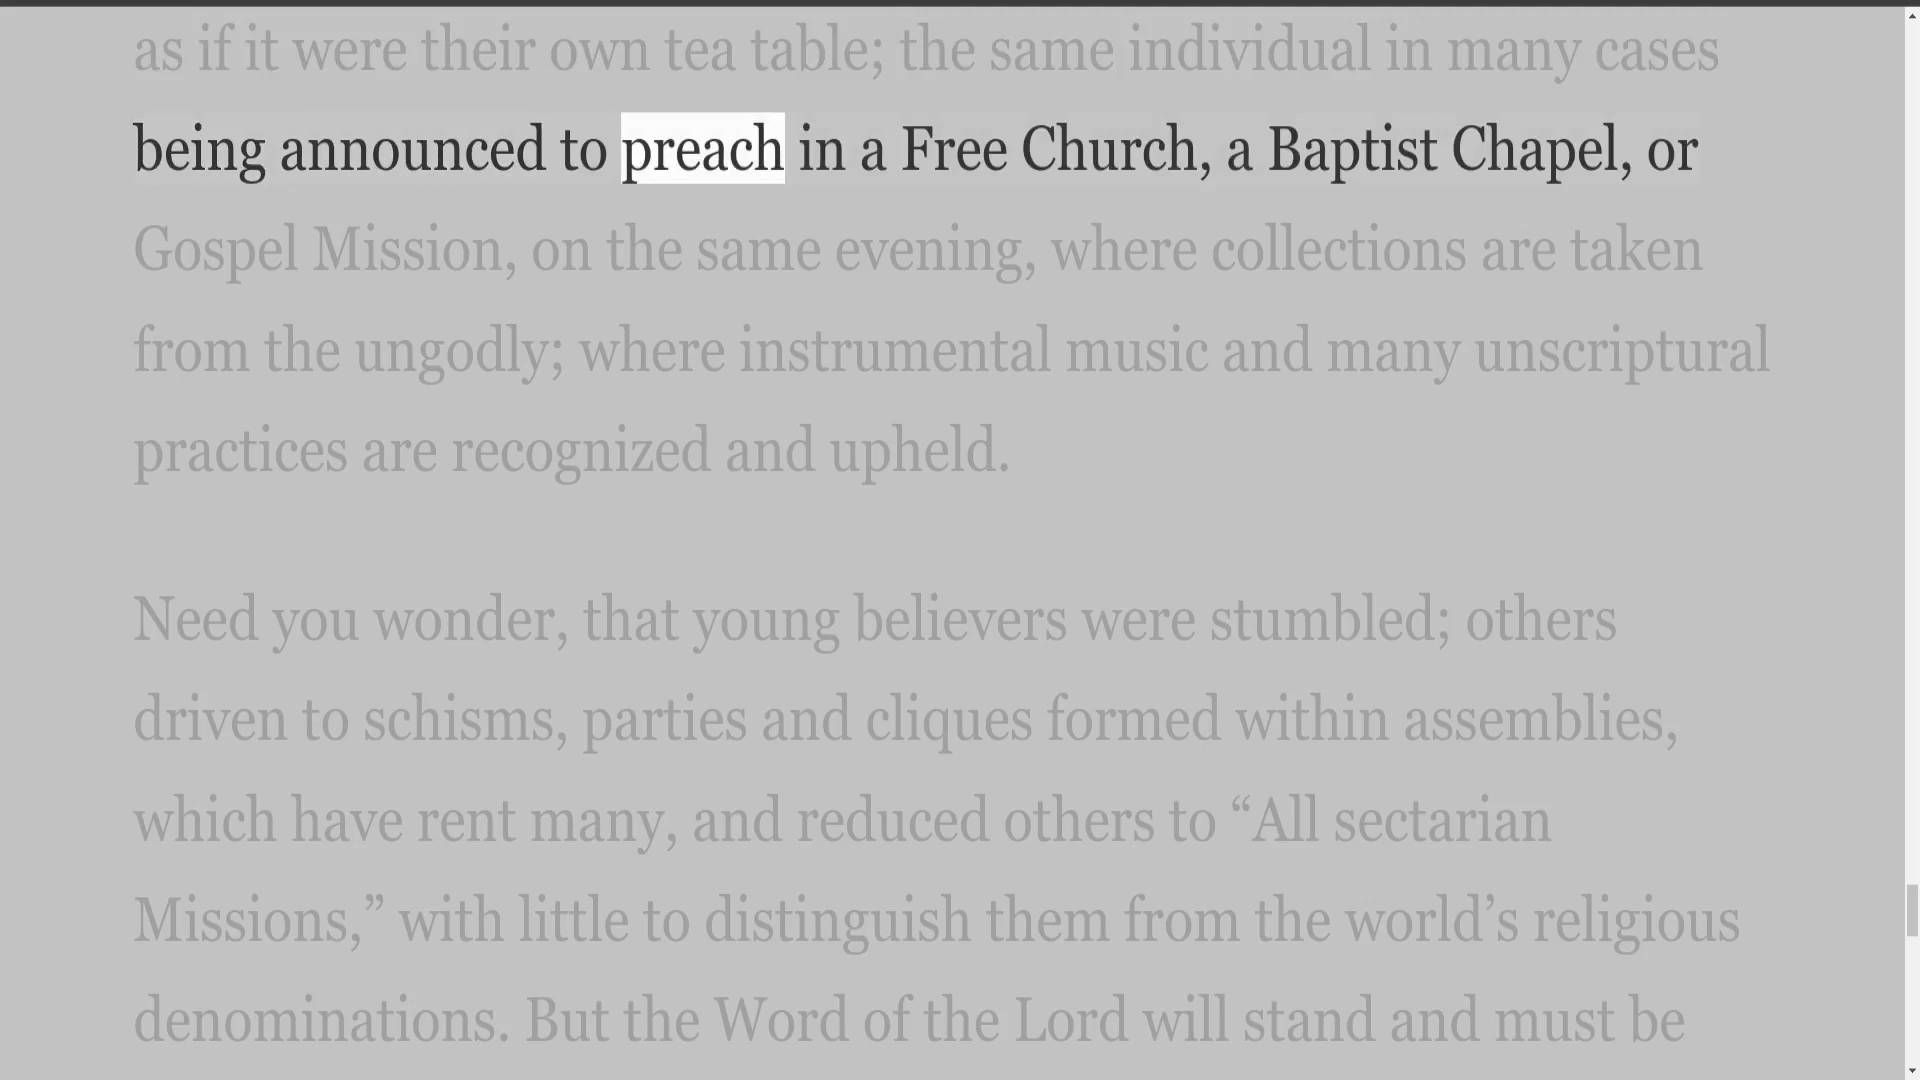 as if it were their own tea table; the same individual in many cases
being announced to preach in a Free Church, a Baptist Chapel, or
Gospel Mission, on the same evening, where collections are taken
from the ungodly; where instrumental music and many unscriptural
practices are recognized and upheld.
Need you wonder, that young believers were stumbled; others
driven to schisms, parties and cliques formed within assemblies,
which have rent many, and reduced others to “All sectarian
Missions,” with little to distinguish them from the world’s religious
denominations. But the Word of the Lord will stand and must be